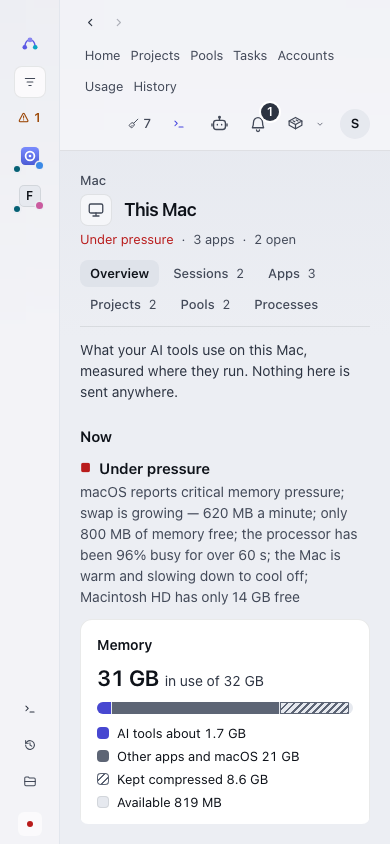 Home Projects Pools Tasks Accounts
Usage History
7
1
S
1
F
Mac
This Mac
Under pressure · 3 apps · 2 open
Overview Sessions 2 Apps 3
Projects 2 Pools 2 Processes
What your AI tools use on this Mac,
measured where they run. Nothing here is
sent anywhere.
Now
Under pressure
macOS reports critical memory pressure;
swap is growing — 620 MB a minute; only
800 MB of memory free; the processor has
been 96% busy for over 60 s; the Mac is
warm and slowing down to cool off;
Macintosh HD has only 14 GB free
Memory
31 GB in use of 32 GB
AI tools about 1.7 GB
Other apps and macOS 21 GB
Kept compressed 8.6 GB
Available 819 MB